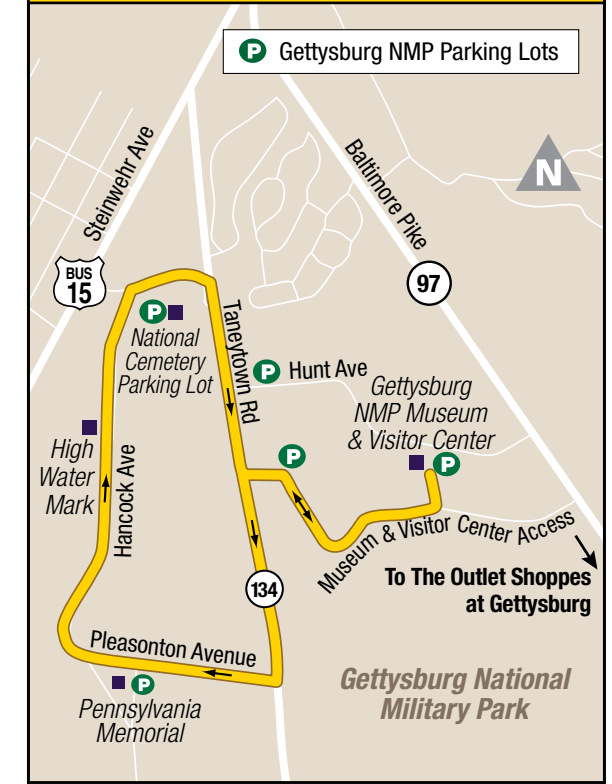 P Gettysburg NMP Parking Lots
Steinwehr Ave
Baltimore Pike
N
BUS
15
97
P
National
Cemetery
Parking Lot
Taneytown Rd
P Hunt Ave
Gettysburg
NMP Museum
& Visitor Center
P
P
High
Water
Mark
Hancock Ave
Museum & Visitor Center Access
To The Outlet Shoppes
at Gettysburg
134
Pleasonton Avenue
P
Pennsylvania
Memorial
Gettysburg National
Military Park